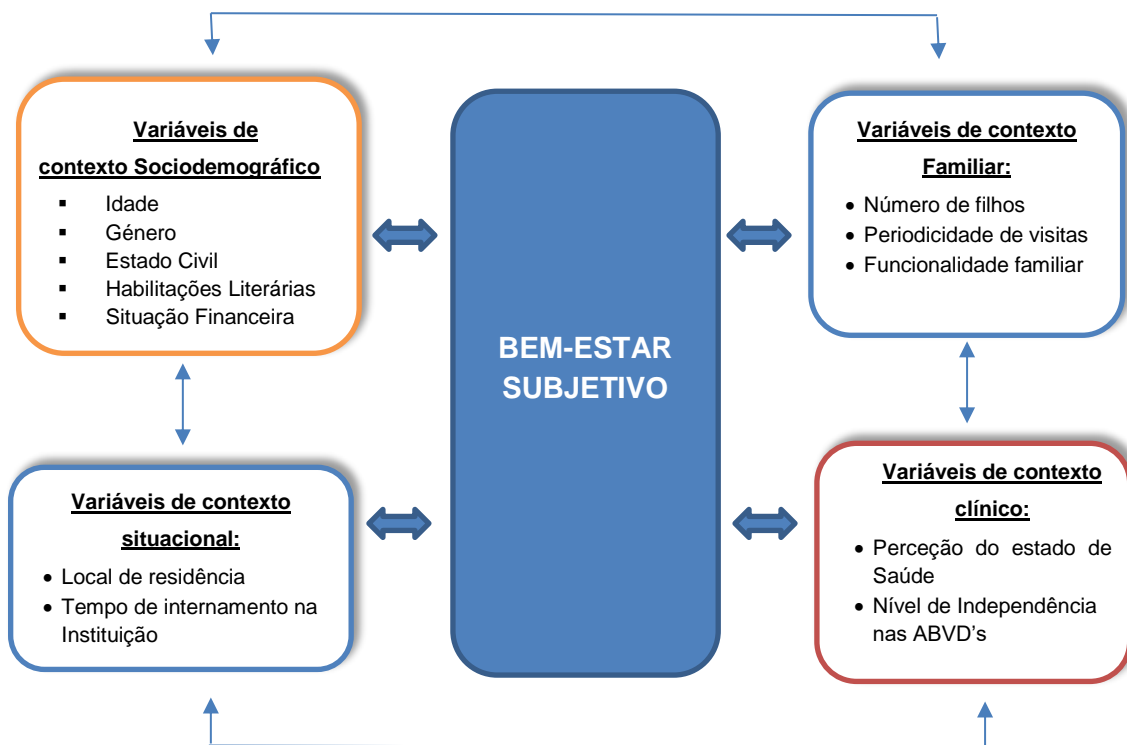 Variáveis de
contexto Sociodemográfico
▪ Idade
▪ Género
▪ Estado Civil
▪ Habilitações Literárias
▪ Situação Financeira
BEM-ESTAR
SUBJETIVO
Variáveis de contexto
Familiar:
• Número de filhos
• Periodicidade de visitas
• Funcionalidade familiar
Variáveis de contexto
situacional:
• Local de residência
• Tempo de internamento na
Instituição
Variáveis de contexto
clínico:
• Perceção do estado de
Saúde
• Nível de Independência
nas ABVD’s